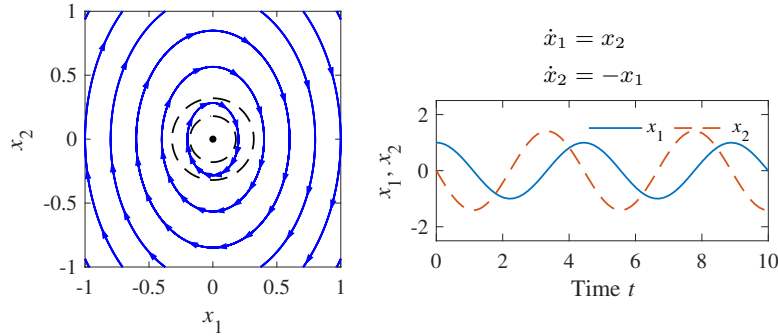 ẋ₁ = x₂
ẋ₂ = −x₁
1
0.5
0
-0.5
-1
x₂
-1 -0.5 0 0.5 1
x₁
x₁ x₂
2
0
-2
x₁, x₂
0 2 4 6 8 10
Time t